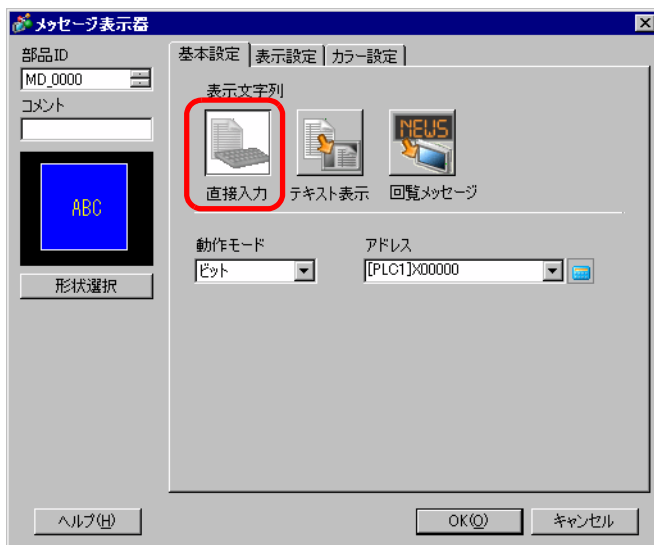 メッセージ表示器
部品ID
MD_0000
コメント
ABC
形状選択
基本設定 表示設定 カラー設定
表示文字列
NEWS
直接入力 テキスト表示 回覧メッセージ
動作モード アドレス
ビット [PLC1]X00000
ヘルプ(H) OK(O) キャンセル